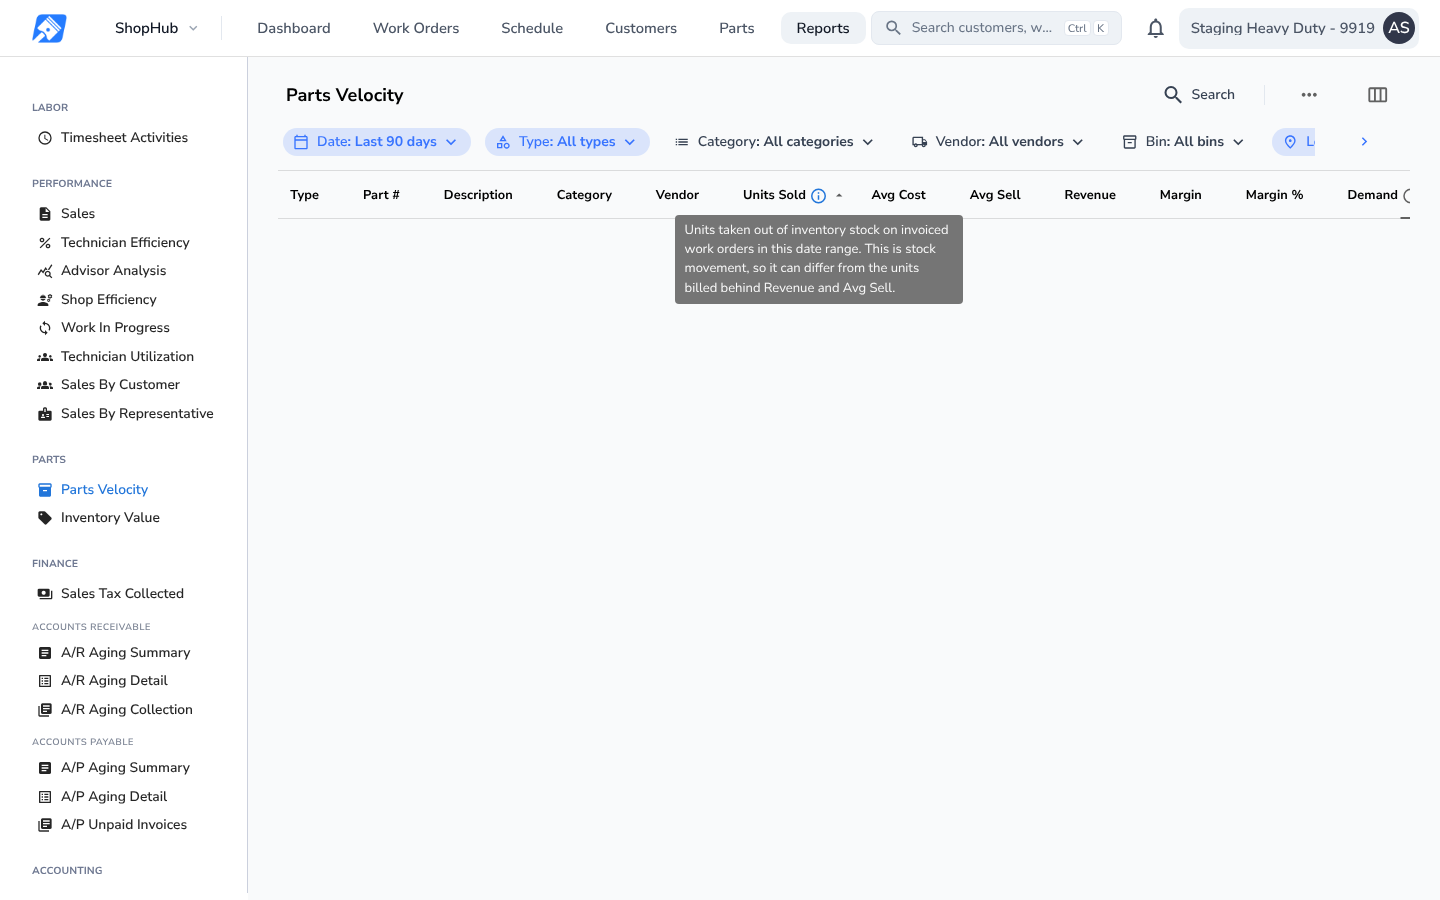 ShopHub
Dashboard
Work Orders
Schedule
Customers
Parts
Reports
Search customers, w...
Ctrl
K
Staging Heavy Duty - 9919
AS
LABOR
Timesheet Activities
PERFORMANCE
Sales
Technician Efficiency
Advisor Analysis
Shop Efficiency
Work In Progress
Technician Utilization
Sales By Customer
Sales By Representative
PARTS
Parts Velocity
Inventory Value
FINANCE
Sales Tax Collected
ACCOUNTS RECEIVABLE
A/R Aging Summary
A/R Aging Detail
A/R Aging Collection
ACCOUNTS PAYABLE
A/P Aging Summary
A/P Aging Detail
A/P Unpaid Invoices
ACCOUNTING
Parts Velocity
Search
Date: Last 90 days
Type: All types
Category: All categories
Vendor: All vendors
Bin: All bins
Type
Part #
Description
Category
Vendor
Units Sold
Avg Cost
Avg Sell
Revenue
Margin
Margin %
Demand
Units taken out of inventory stock on invoiced
work orders in this date range. This is stock
movement, so it can differ from the units
billed behind Revenue and Avg Sell.